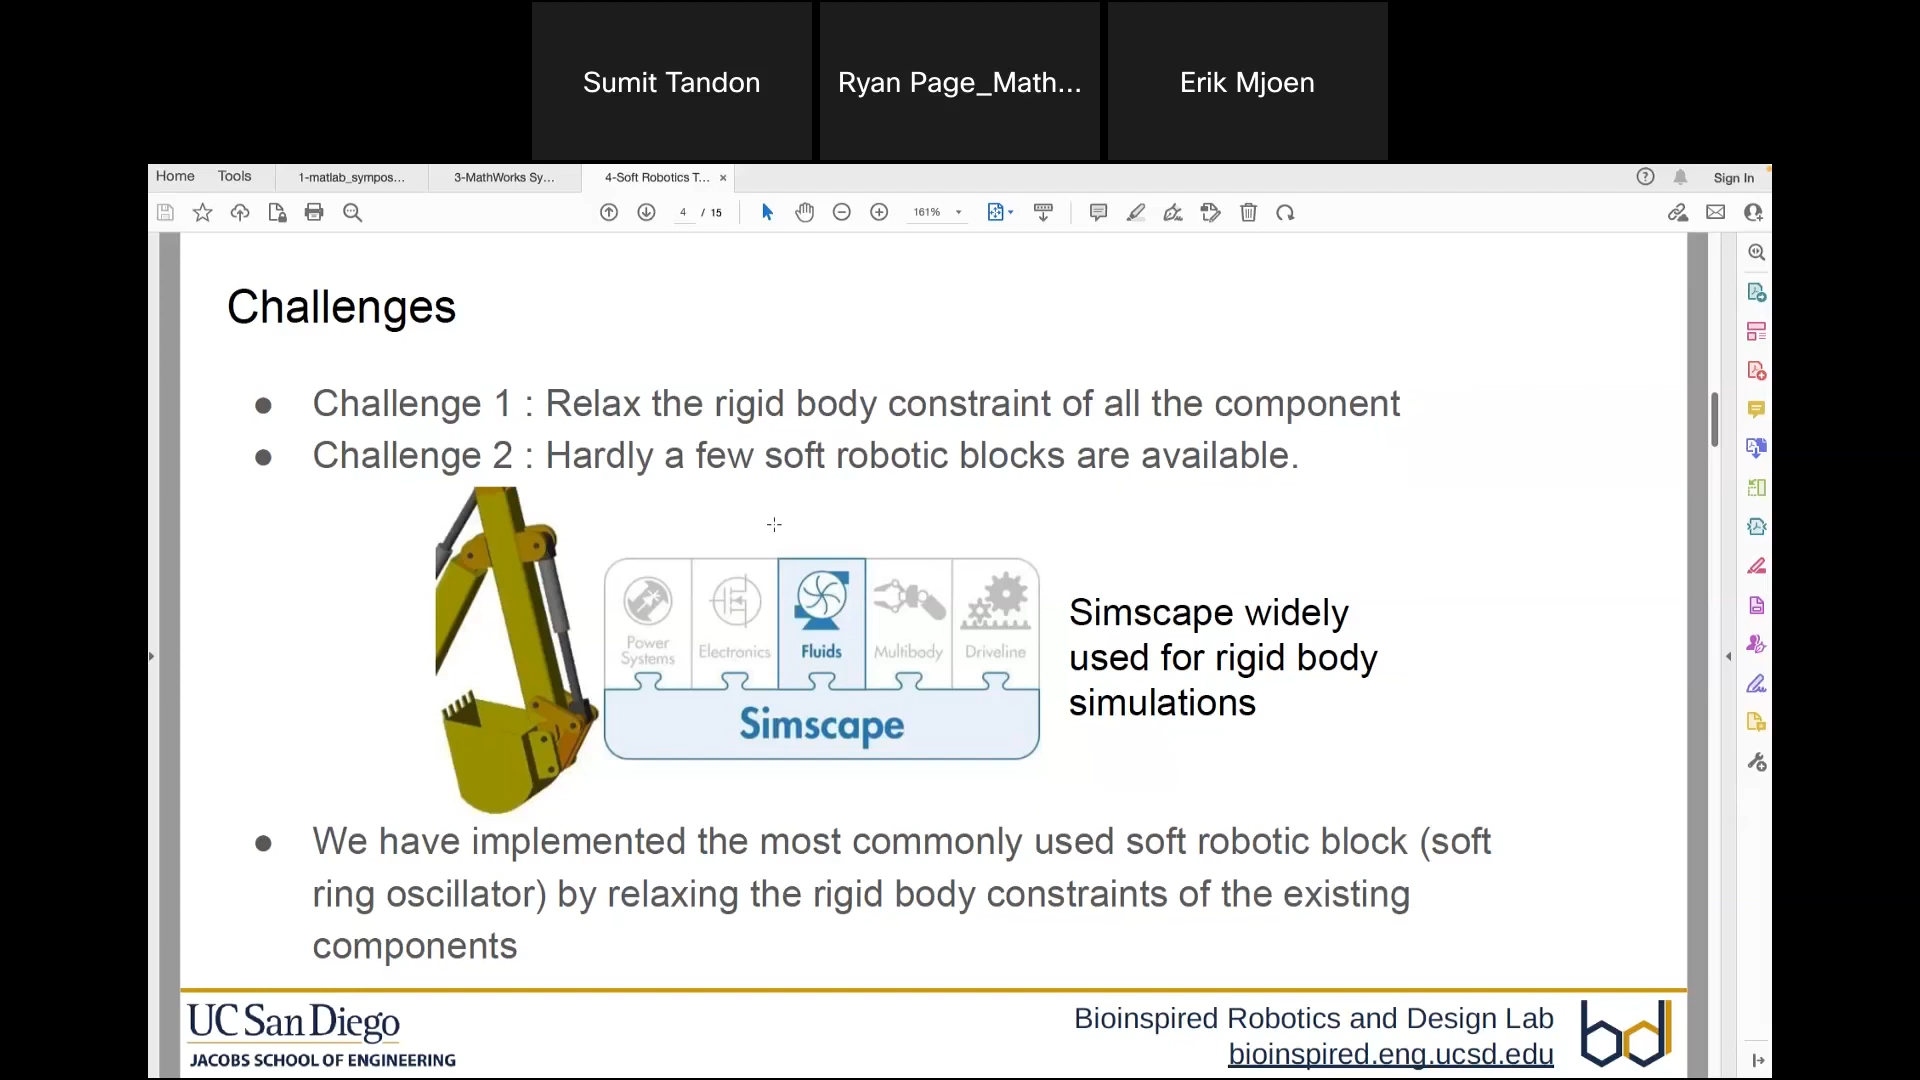 Sumit Tandon
Ryan Page_Math...
Erik Mjoen
Home Tools 1-matlab_sympos... 3-MathWorks Sy... 4-Soft Robotics T... × Sign In
4 / 15 161%
Challenges
● Challenge 1 : Relax the rigid body constraint of all the component
● Challenge 2 : Hardly a few soft robotic blocks are available.
Power Systems
Electronics
Fluids
Multibody
Driveline
Simscape
Simscape widely
used for rigid body
simulations
● We have implemented the most commonly used soft robotic block (soft
ring oscillator) by relaxing the rigid body constraints of the existing
components
UC San Diego
JACOBS SCHOOL OF ENGINEERING
Bioinspired Robotics and Design Lab
bioinspired.eng.ucsd.edu
bd